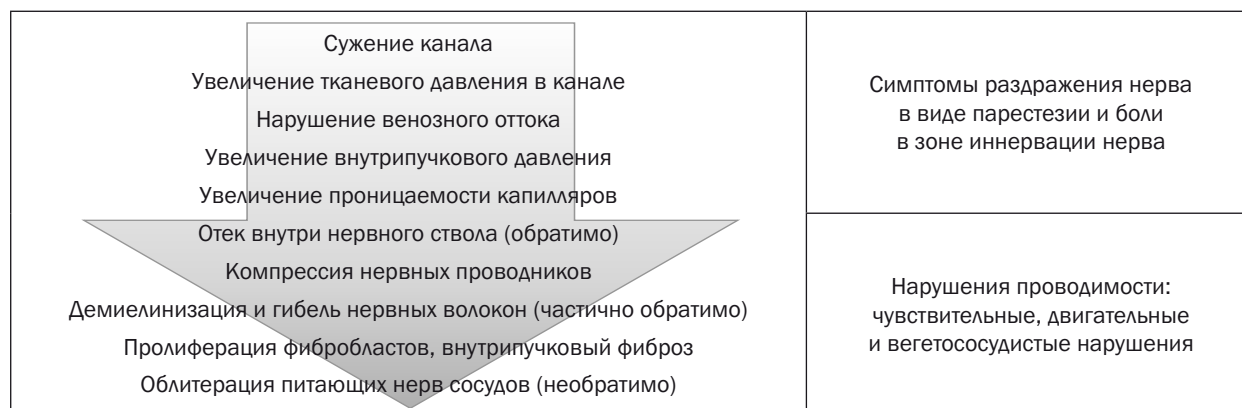 Сужение канала
Увеличение тканевого давления в канале
Нарушение венозного оттока
Увеличение внутрипучкового давления
Увеличение проницаемости капилляров
Отек внутри нервного ствола (обратимо)
Компрессия нервных проводников
Демиелинизация и гибель нервных волокон (частично обратимо)
Пролиферация фибробластов, внутрипучковый фиброз
Облитерация питающих нерв сосудов (необратимо)
Симптомы раздражения нерва
в виде парестезии и боли
в зоне иннервации нерва
Нарушения проводимости:
чувствительные, двигательные
и вегетососудистые нарушения